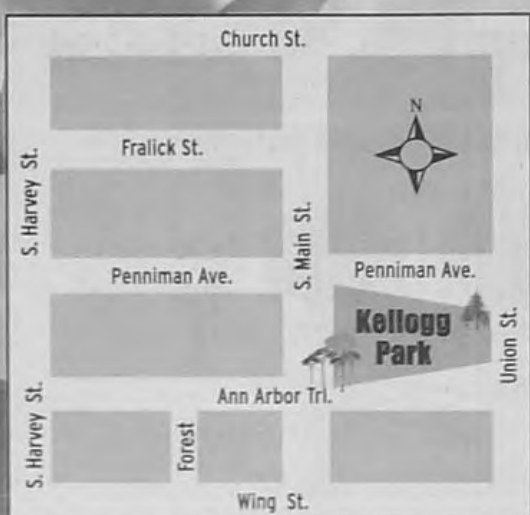 Church St.
N
Fralick St.
S. Harvey St.
S. Main St.
Penniman Ave.
Penniman Ave.
Kellogg
Park
Union St.
Ann Arbor Trl.
S. Harvey St.
Forest
Wing St.